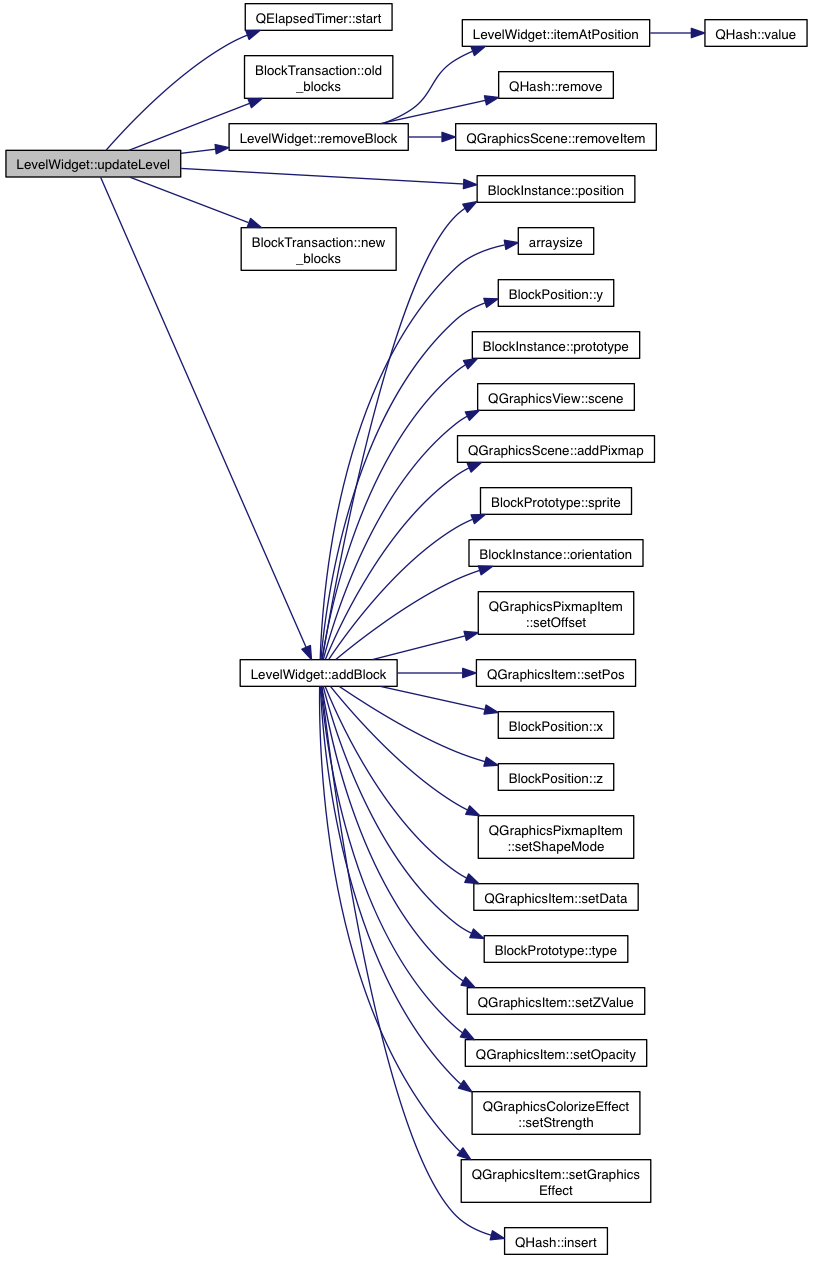 QElapsedTimer::start
LevelWidget::itemAtPosition
QHash::value
BlockTransaction::old
_blocks
QHash::remove
LevelWidget::removeBlock
QGraphicsScene::removeItem
LevelWidget::updateLevel
BlockInstance::position
BlockTransaction::new
_blocks
arraysize
BlockPosition::y
BlockInstance::prototype
QGraphicsView::scene
QGraphicsScene::addPixmap
BlockPrototype::sprite
BlockInstance::orientation
QGraphicsPixmapItem
::setOffset
LevelWidget::addBlock
QGraphicsItem::setPos
BlockPosition::x
BlockPosition::z
QGraphicsPixmapItem
::setShapeMode
QGraphicsItem::setData
BlockPrototype::type
QGraphicsItem::setZValue
QGraphicsItem::setOpacity
QGraphicsColorizeEffect
::setStrength
QGraphicsItem::setGraphics
Effect
QHash::insert